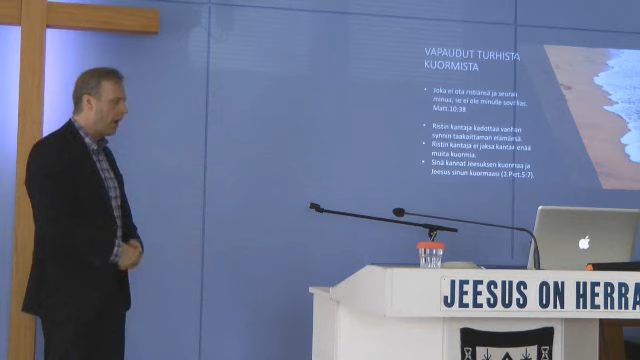 VAPAUDUT TURHISTA
KUORMISTA
• Joka ei ota ristiänsä ja seuraa
minua, se ei ole minulle sovelias.
Matt.10:38
• Ristin kantaja kadottaa vanhan
synnin taakoittaman elämänsä.
• Ristin kantaja ei jaksa kantaa enää
muita kuormia.
• Sinä kannat Jeesuksen kuormaa ja
Jeesus sinun kuormaasi (1.Piet.5:7).
JEESUS ON HERRA